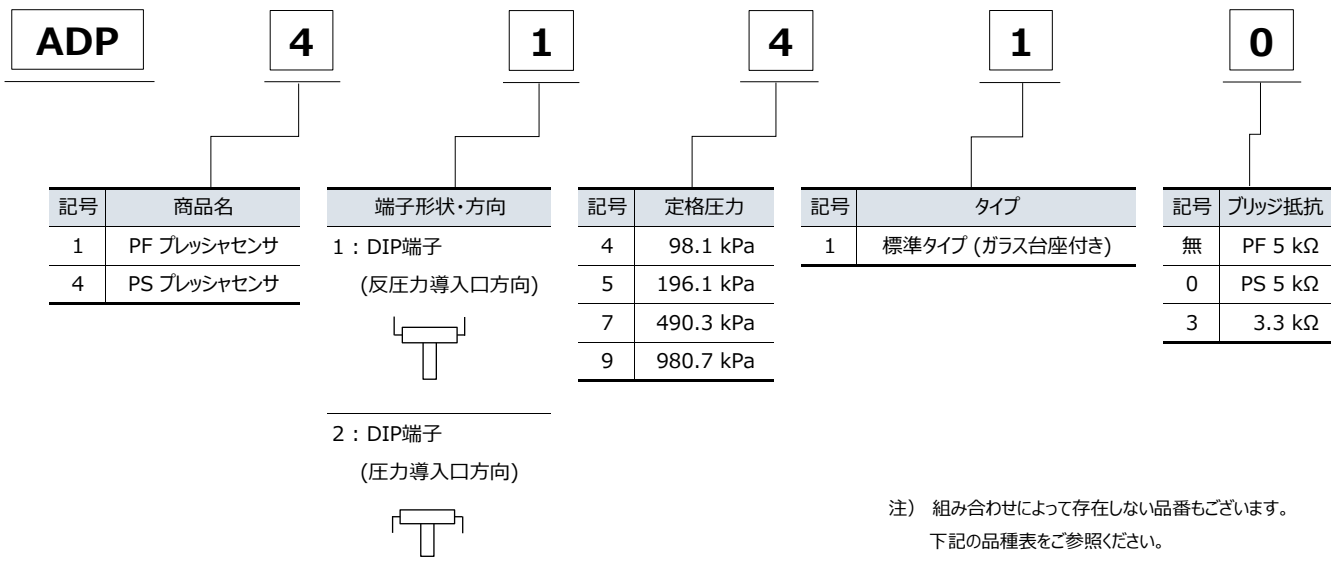 ADP 4 1 4 1 0
記号 商品名
1 PF プレッシャセンサ
4 PS プレッシャセンサ
端子形状・方向
1：DIP端子
(反圧力導入口方向)
2：DIP端子
(圧力導入口方向)
記号 定格圧力
4 98.1 kPa
5 196.1 kPa
7 490.3 kPa
9 980.7 kPa
記号 タイプ
1 標準タイプ (ガラス台座付き)
記号 ブリッジ抵抗
無 PF 5 kΩ
0 PS 5 kΩ
3 3.3 kΩ
注） 組み合わせによって存在しない品番もございます。
下記の品種表をご参照ください。